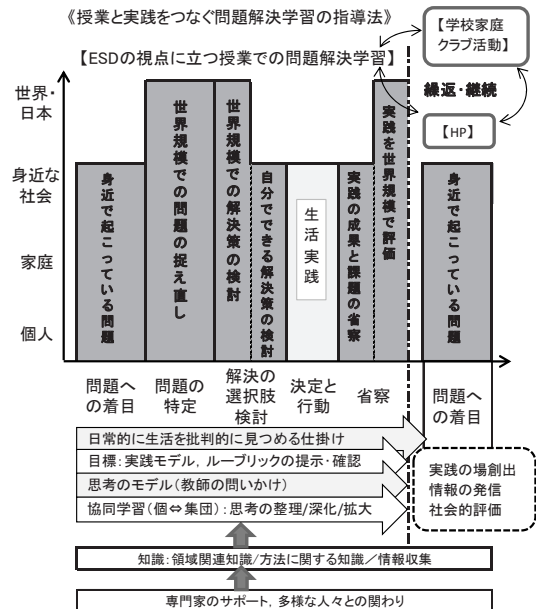 《授業と実践をつなぐ問題解決学習の指導法》
【ESDの視点に立つ授業での問題解決学習】
【学校家庭
クラブ活動】
繰返・継続
【HP】
世界・
日本
身近な
社会
家庭
個人
身近で起こっている問題
世界規模での問題の捉え直し
世界規模での解決策の検討
自分でできる解決策の検討
生活実践
実践の成果と課題の省察
実践を世界規模で評価
身近で起こっている問題
問題へ
の着目
問題の
特定
解決の
選択肢
検討
決定と
行動
省察
問題へ
の着目
日常的に生活を批判的に見つめる仕掛け
目標:実践モデル, ルーブリックの提示・確認
思考のモデル(教師の問いかけ)
協同学習(個⇔集団):思考の整理/深化/拡大
実践の場創出
情報の発信
社会的評価
知識:領域関連知識/方法に関する知識/情報収集
専門家のサポート, 多様な人々との関わり